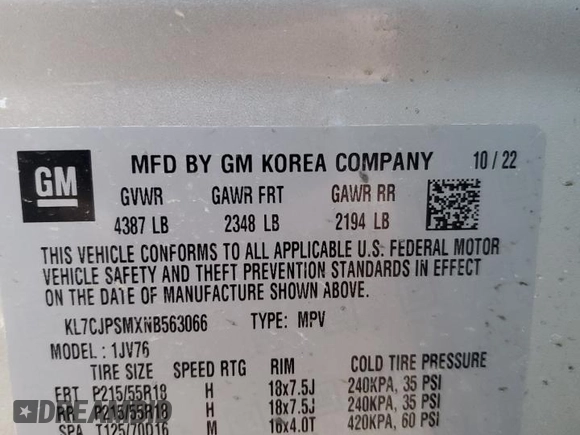 GM
MFD BY GM KOREA COMPANY 10/22
GVWR GAWR FRT GAWR RR
4387 LB 2348 LB 2194 LB
THIS VEHICLE CONFORMS TO ALL APPLICABLE U.S. FEDERAL MOTOR
VEHICLE SAFETY AND THEFT PREVENTION STANDARDS IN EFFECT
ON THE DATE OF MANUFACTURE SHOWN ABOVE.
KL7CJPSMXNB563066 TYPE: MPV
MODEL: 1JV76
TIRE SIZE SPEED RTG RIM COLD TIRE PRESSURE
FRT P215/55R18 H 18x7.5J 240KPA, 35 PSI
RR P215/55R18 H 18x7.5J 240KPA, 35 PSI
SPA T125/70D16 M 16x4.0T 420KPA, 60 PSI